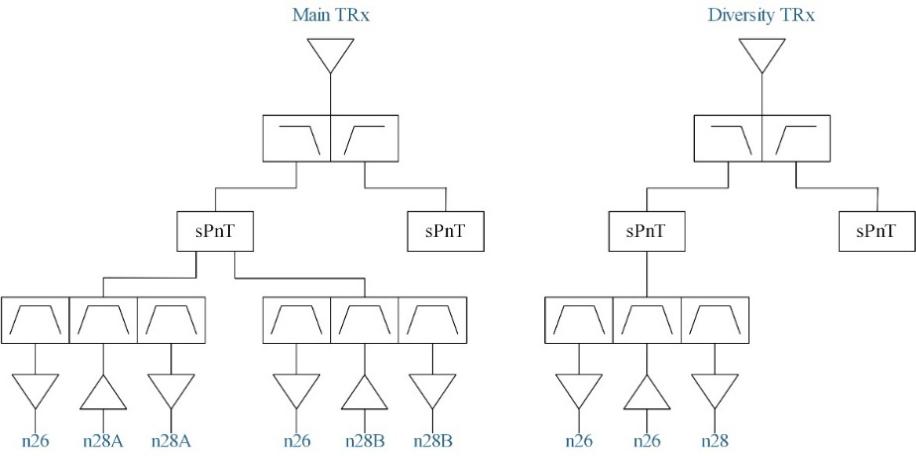 Main TRx
Diversity TRx
sPnT
sPnT
sPnT
sPnT
n26
n28A
n28A
n26
n28B
n28B
n26
n26
n28